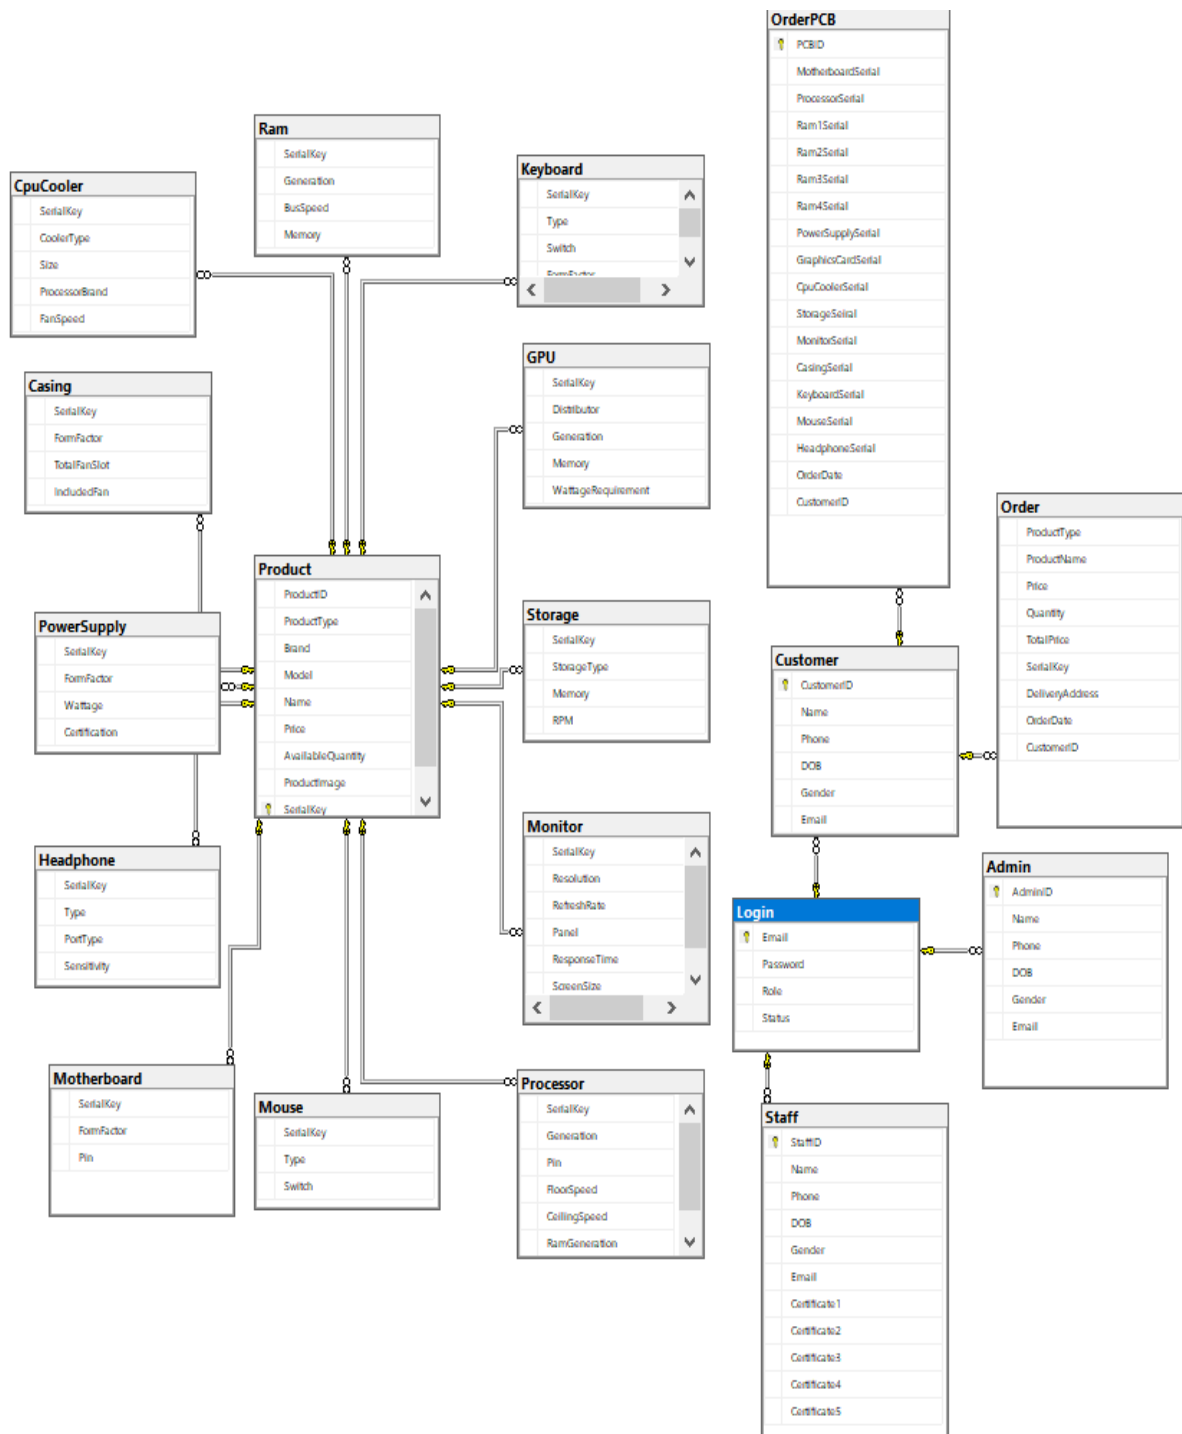 OrderPCB
PCBID
MotherboardSerial
ProcessorSerial
Ram1Serial
Ram2Serial
Ram3Serial
Ram4Serial
PowerSupplySerial
GraphicsCardSerial
CpuCoolerSerial
StorageSeiral
MonitorSerial
CasingSerial
KeyboardSerial
MouseSerial
HeadphoneSerial
OrderDate
CustomerID
Ram
SerialKey
Generation
BusSpeed
Memory
Keyboard
SerialKey
Type
Switch
FormFactor
CpuCooler
SerialKey
CoolerType
Size
ProcessorBrand
FanSpeed
GPU
SerialKey
Distributor
Generation
Memory
WattageRequirement
Casing
SerialKey
FormFactor
TotalFanSlot
IncludedFan
Order
ProductType
ProductName
Price
Quantity
TotalPrice
SerialKey
DeliveryAddress
OrderDate
CustomerID
Product
ProductID
ProductType
Brand
Model
Name
Price
AvailableQuantity
ProductImage
SerialKey
PowerSupply
SerialKey
FormFactor
Wattage
Certification
Storage
SerialKey
StorageType
Memory
RPM
Customer
CustomerID
Name
Phone
DOB
Gender
Email
Headphone
SerialKey
Type
PortType
Sensitivity
Monitor
SerialKey
Resolution
RefreshRate
Panel
ResponseTime
ScreenSize
Admin
AdminID
Name
Phone
DOB
Gender
Email
Login
Email
Password
Role
Status
Motherboard
SerialKey
FormFactor
Pin
Mouse
SerialKey
Type
Switch
Processor
SerialKey
Generation
Pin
FloorSpeed
CeilingSpeed
RamGeneration
Staff
StaffID
Name
Phone
DOB
Gender
Email
Certificate1
Certificate2
Certificate3
Certificate4
Certificate5